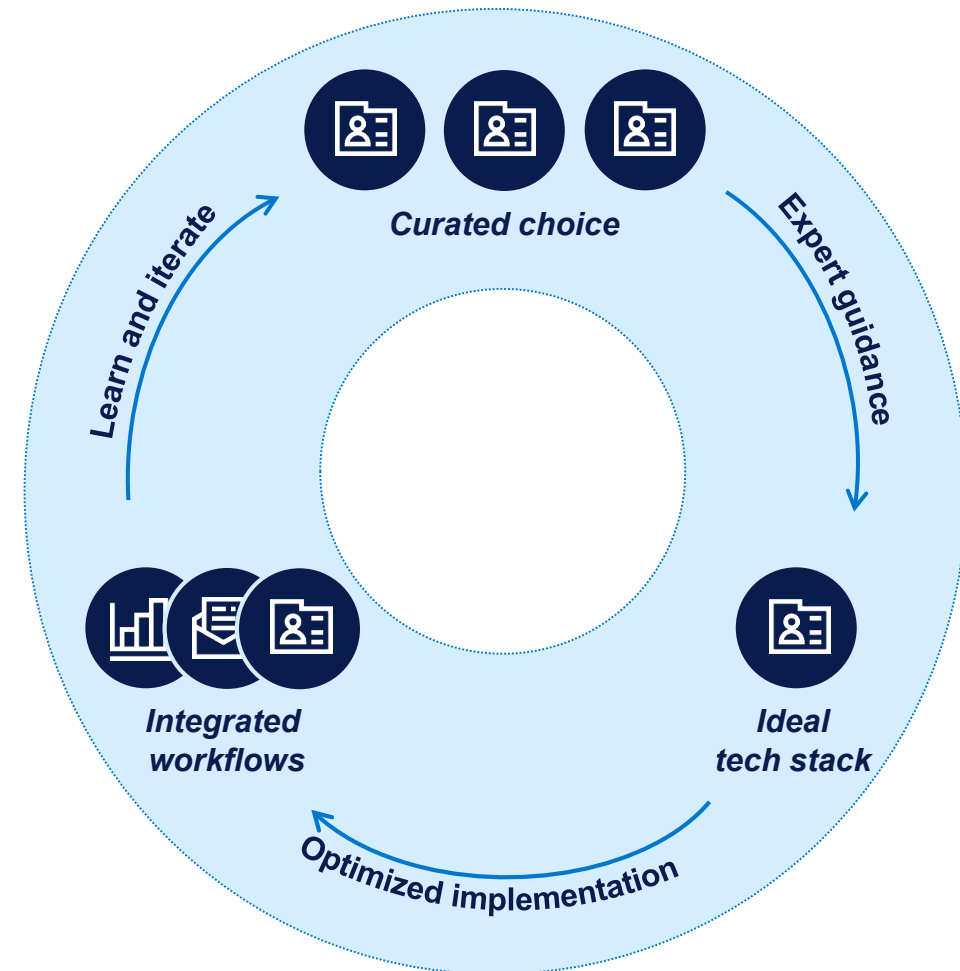 Curated choice
Expert guidance
Ideal
tech stack
Optimized implementation
Integrated
workflows
Learn and iterate